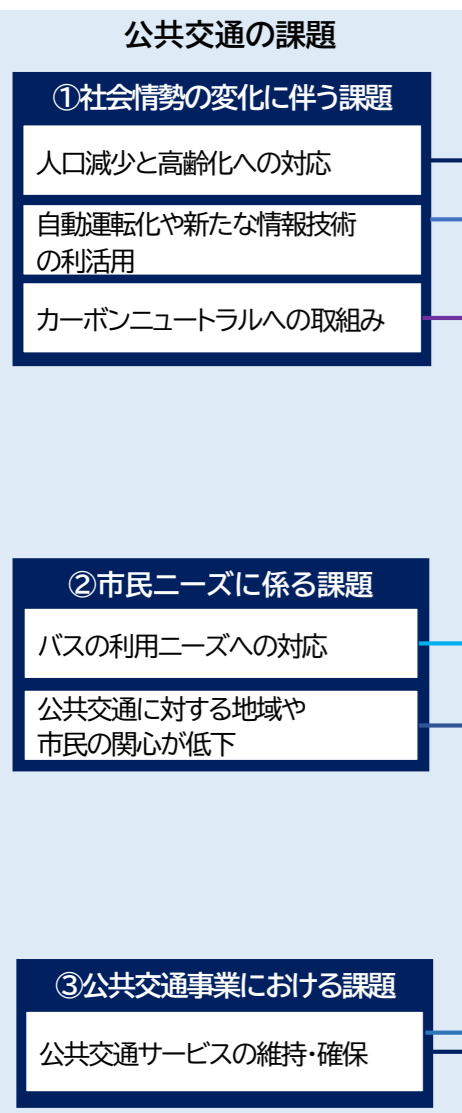 公共交通の課題
①社会情勢の変化に伴う課題
人口減少と高齢化への対応
自動運転化や新たな情報技術
の利活用
カーボンニュートラルへの取組み
②市民ニーズに係る課題
バスの利用ニーズへの対応
公共交通に対する地域や
市民の関心が低下
③公共交通事業における課題
公共交通サービスの維持・確保